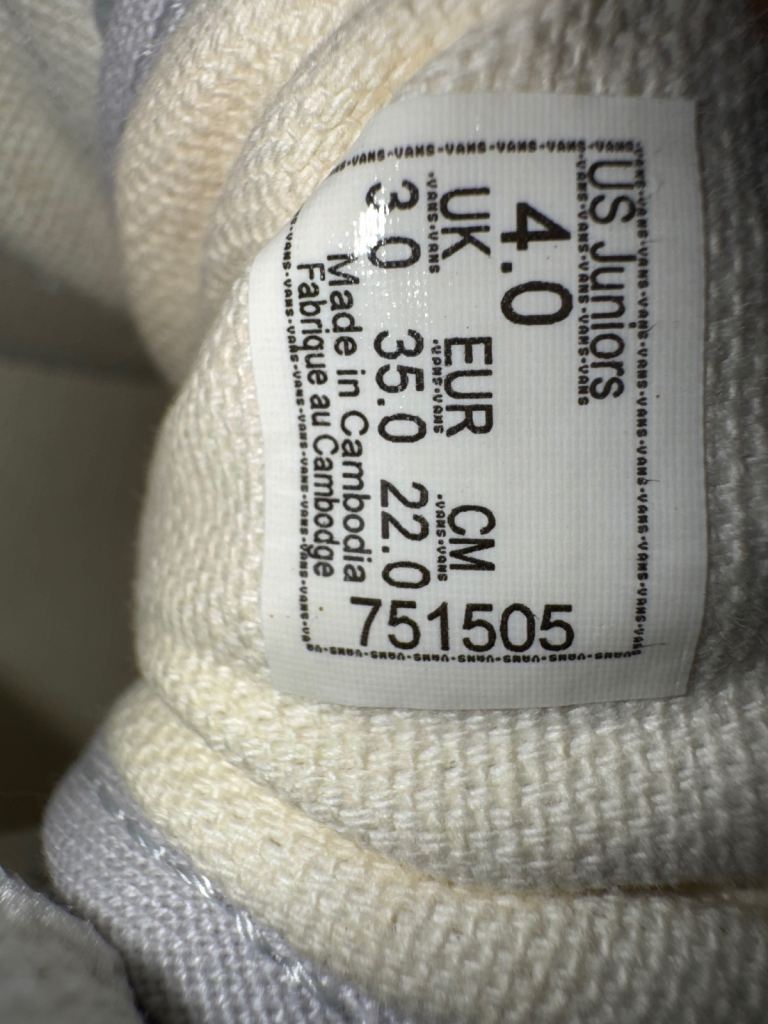 US Juniors
4.0
UK EUR CM
3.0 35.0 22.0
Made in Cambodia
Fabrique au Cambodge
751505
VANS